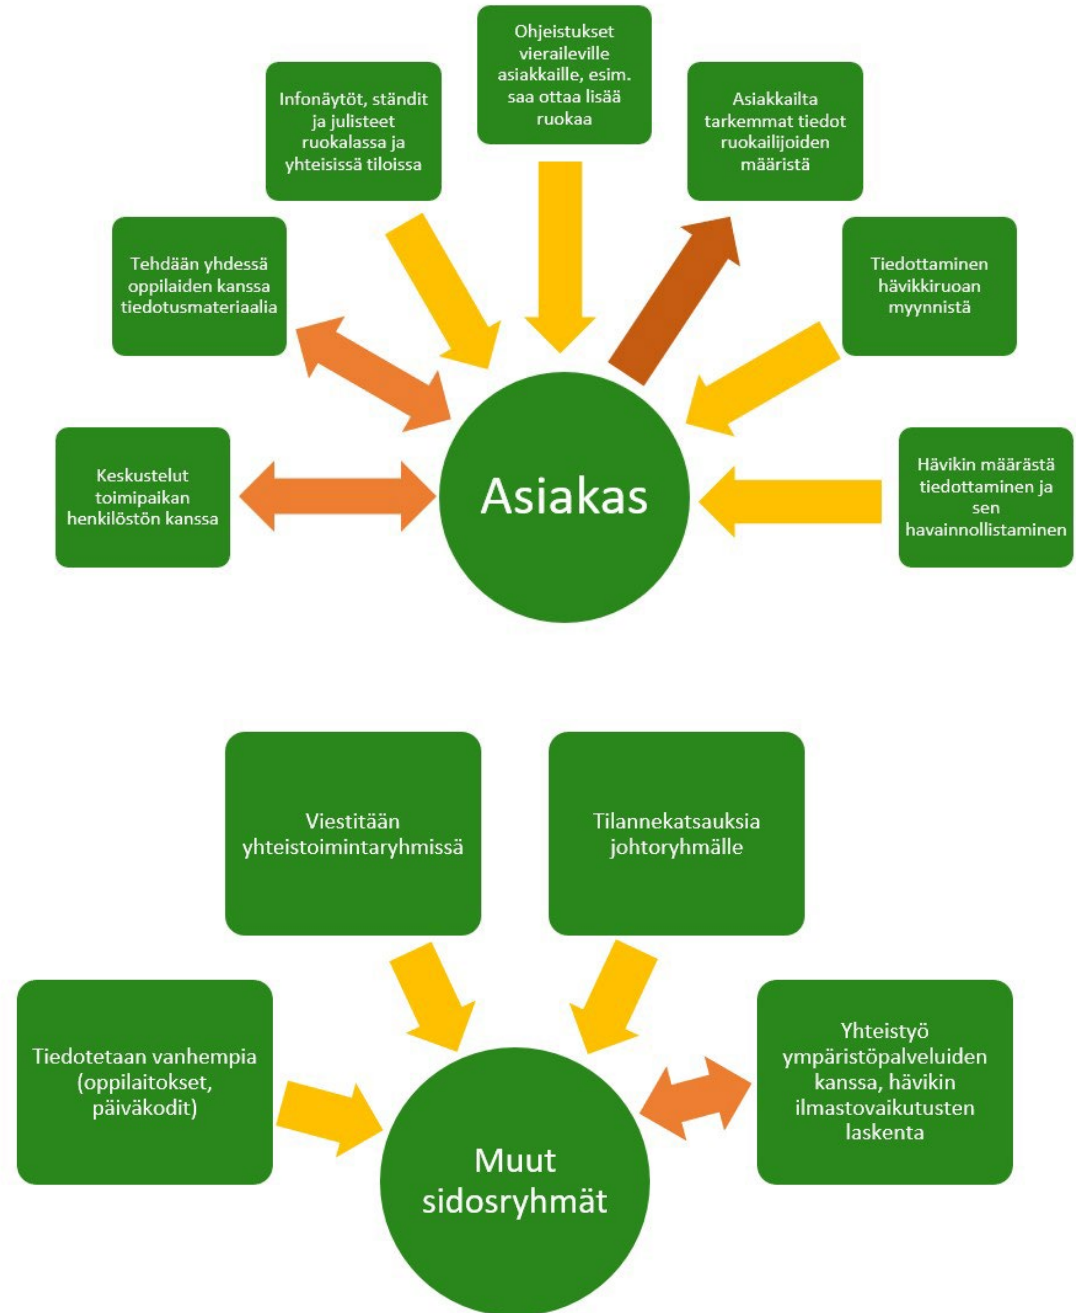 Ohjeistukset
vieraileville
asiakkaille, esim.
saa ottaa lisää
ruokaa
Infonäytöt, ständit
ja julisteet
ruokalassa ja
yhteisissä tiloissa
Asiakkailta
tarkemmat tiedot
ruokailijoiden
määristä
Tehdään yhdessä
oppilaiden kanssa
tiedotusmateriaalia
Tiedottaminen
hävikkiruoan
myynnistä
Keskustelut
toimipaikan
henkilöstön kanssa
Asiakas
Hävikin määrästä
tiedottaminen ja
sen
havainnollistaminen
Viestitään
yhteistoimintaryhmissä
Tilannekatsauksia
johtoryhmälle
Tiedotetaan vanhempia
(oppilaitokset,
päiväkodit)
Yhteistyö
ympäristöpalveluiden
kanssa, hävikin
ilmastovaikutusten
laskenta
Muut
sidosryhmät